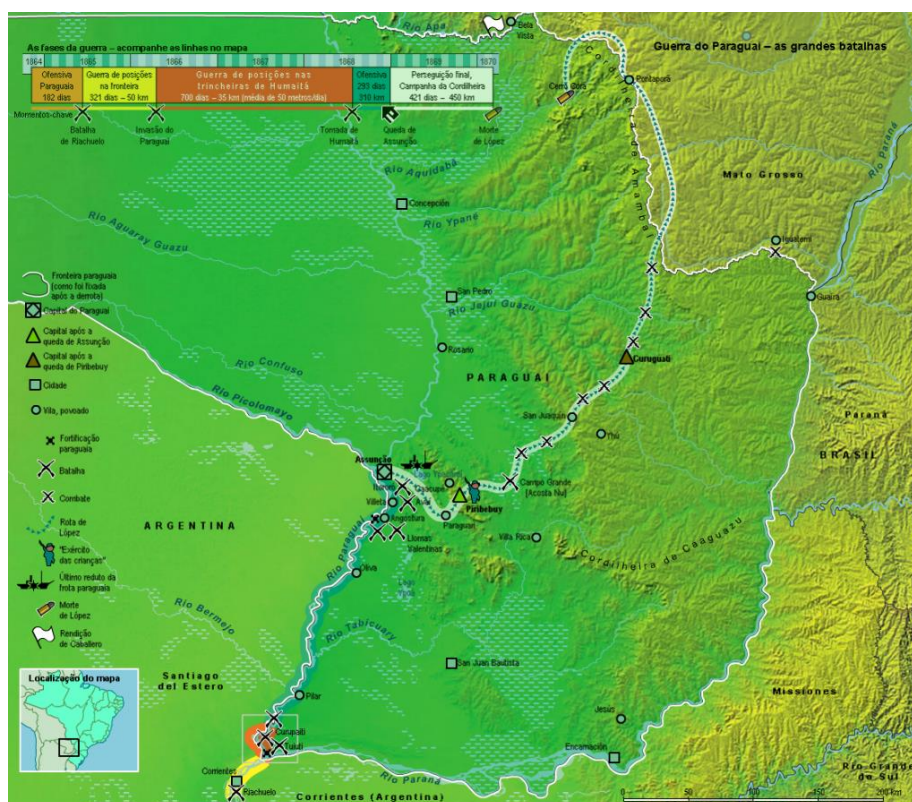 As fases da guerra – acompanhe as linhas no mapa
1864 1865 1866 1867 1868 1869 1870
Ofensiva
Paraguaia
182 dias
Guerra de posições
na fronteira
321 dias – 50 km
Guerra de posições nas
trincheiras de Humaitá
700 dias – 35 km (média de 50 metros/dia)
Ofensiva
293 dias
310 km
Perseguição final,
Campanha da Cordilheira
421 dias – 450 km
Momentos-chave
Batalha
de Riachuelo
Invasão do
Paraguai
Tomada de
Humaitá
Queda de
Assunção
Morte
de López
Guerra do Paraguai – as grandes batalhas
Rio Apa
Bela
Vista
Cerro Corá
Pontaporã
Mato Grosso
Rio Paraná
Rio Aquidabã
Concepción
Rio Ypané
Rio Aguaray Guazu
Iguatemi
Guaíra
San Pedro
Rio Jejuí Guazu
Rosario
Rio Confuso
Rio Picolomayo
PARAGUAI
Curuguati
San Joaquín
Yhú
Paraná
BRASIL
Fronteira paraguaia
(como foi fixada
após a derrota)
Capital do Paraguai
Capital após a
queda de Assunção
Capital após a
queda de Piribebuy
Cidade
Vila, povoado
Fortificação
paraguaia
Batalha
Combate
Rota de
López
"Exército
das crianças"
Último reduto da
frota paraguaia
Morte
de López
Rendição
de Caballero
Assunção
Villeta
Angostura
Lomas
Valentinas
Paraguari
Piribebuy
Campo Grande
[Acosta Ñu]
Villa Rica
Cordilheira de Caaguazu
ARGENTINA
Rio Paraguai
Oliva
Rio Bermejo
Rio Tabicuary
San Juan Bautista
Santiago
del Estero
Pilar
Localização do mapa
Curupaiti
Tuiuti
Jesús
Missiones
Encarnación
Corrientes
Riachuelo
Rio Paraná
Corrientes (Argentina)
Rio Grande
do Sul
0 50 100 150 200 km